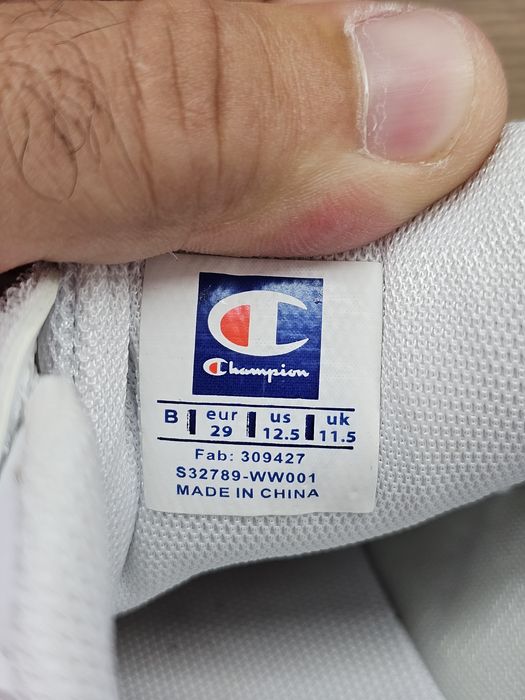 Champion
B eur us uk
29 12.5 11.5
Fab: 309427
S32789-WW001
MADE IN CHINA